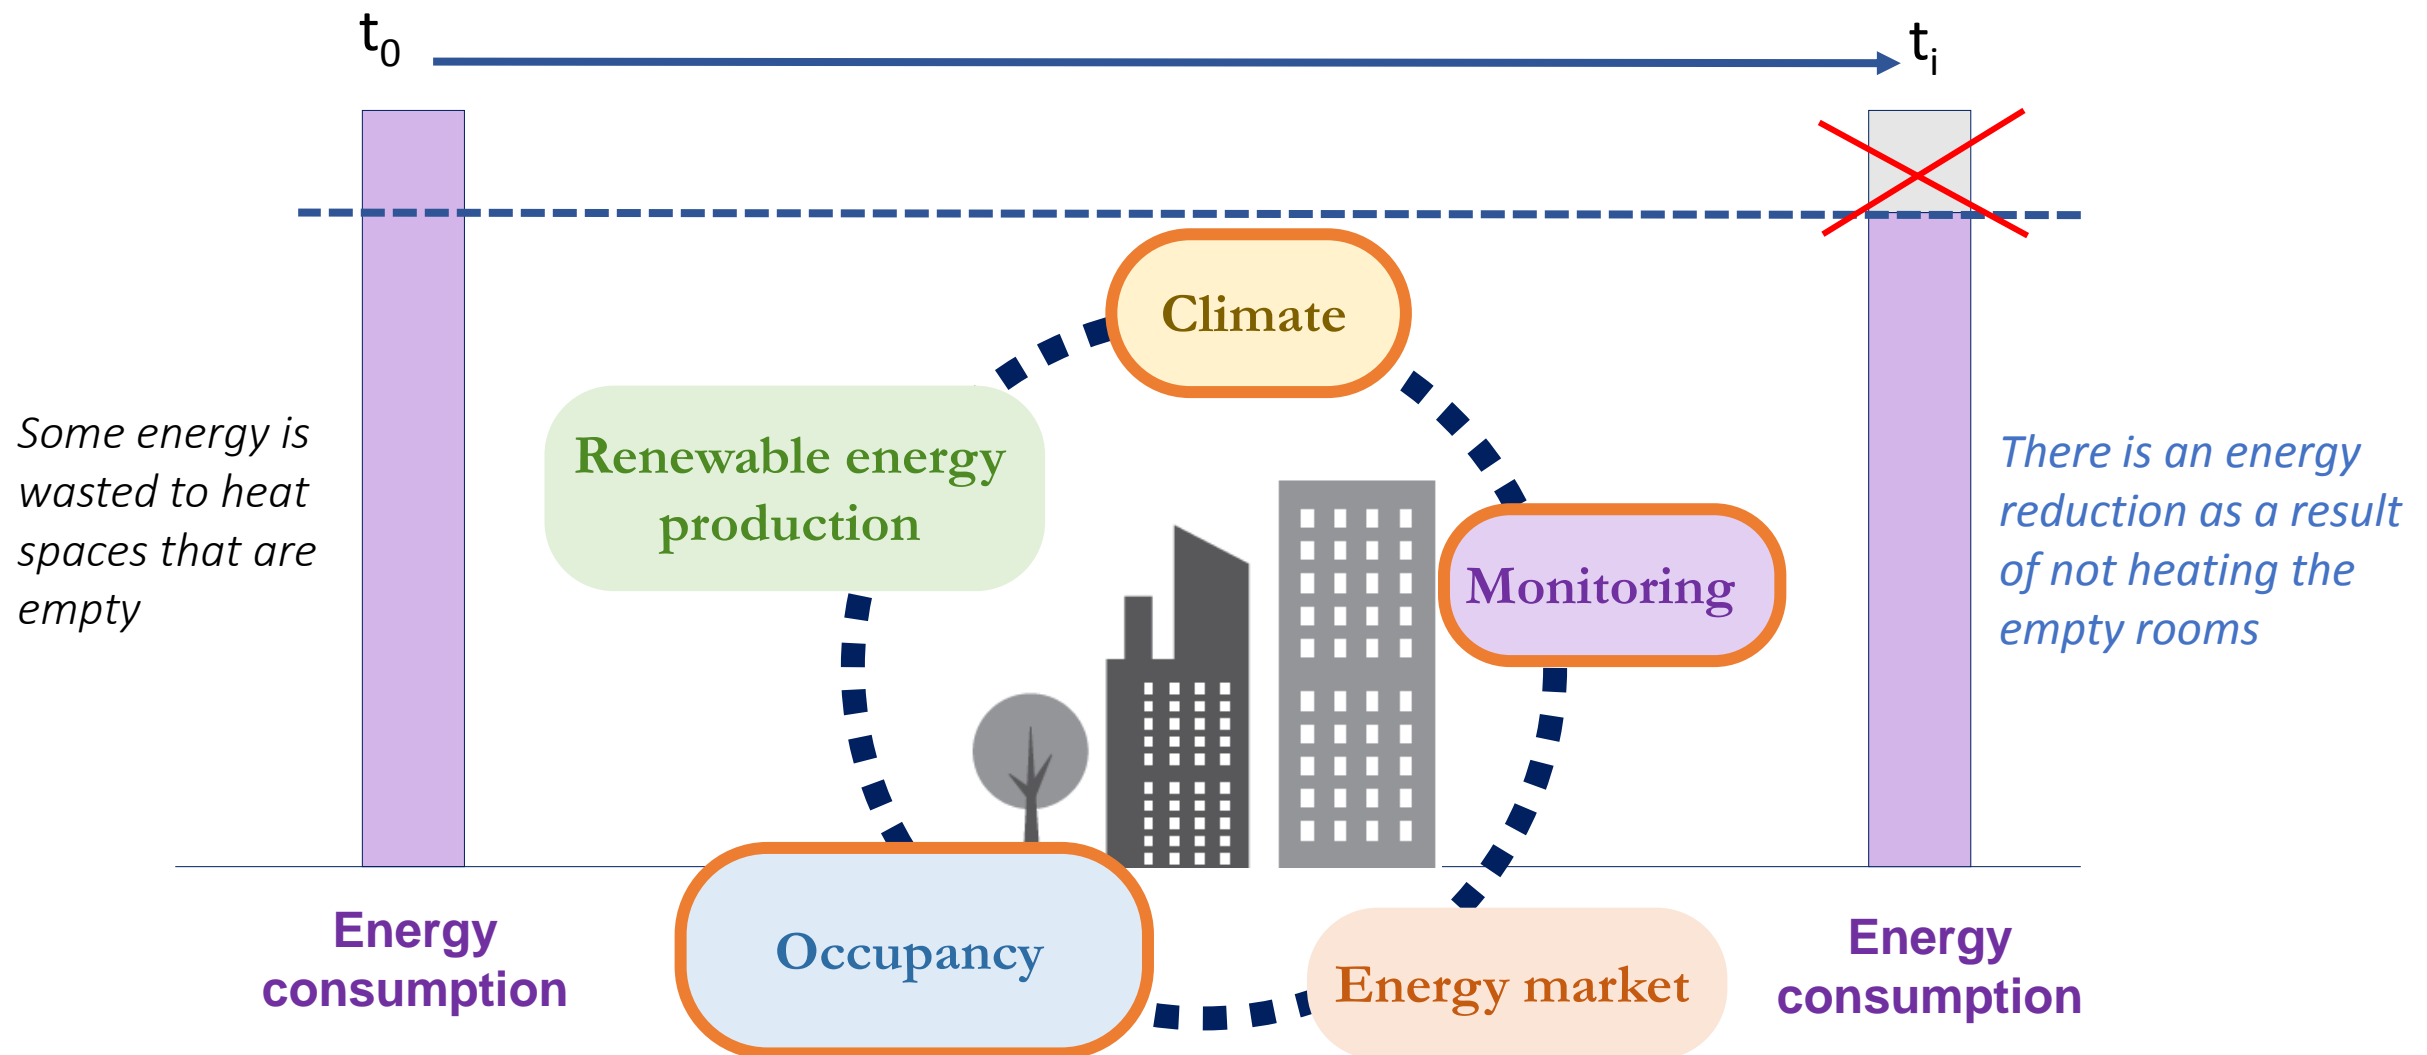 t0
ti
Some energy is
wasted to heat
spaces that are
empty
Climate
Renewable energy
production
Monitoring
There is an energy
reduction as a result
of not heating the
empty rooms
Occupancy
Energy market
Energy
consumption
Energy
consumption